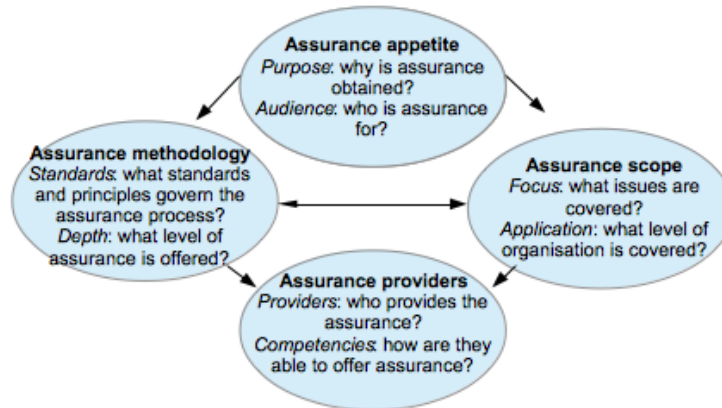 Assurance appetite
Purpose: why is assurance
obtained?
Audience: who is assurance
for?
Assurance methodology
Standards: what standards
and principles govern the
assurance process?
Depth: what level of
assurance is offered?
Assurance scope
Focus: what issues are
covered?
Application: what level of
organisation is covered?
Assurance providers
Providers: who provides the
assurance?
Competencies: how are they
able to offer assurance?